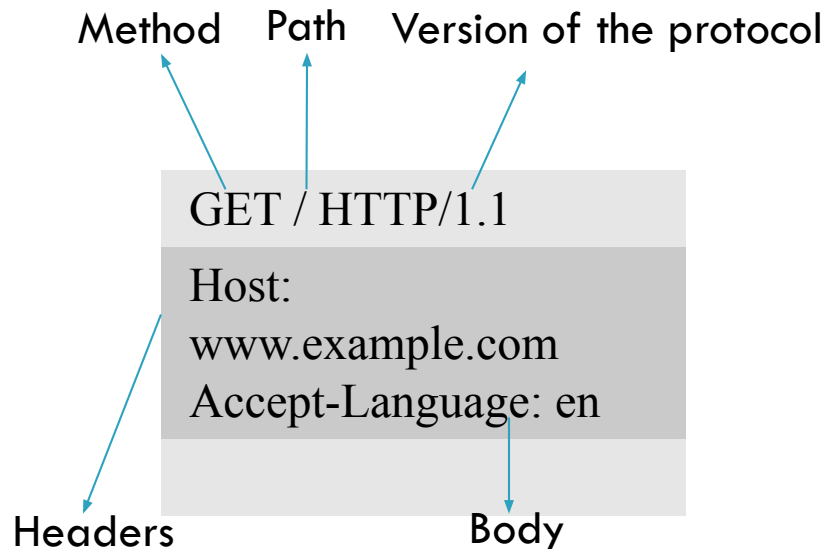 Method Path Version of the protocol
GET / HTTP/1.1
Host:
www.example.com
Accept-Language: en
Headers Body